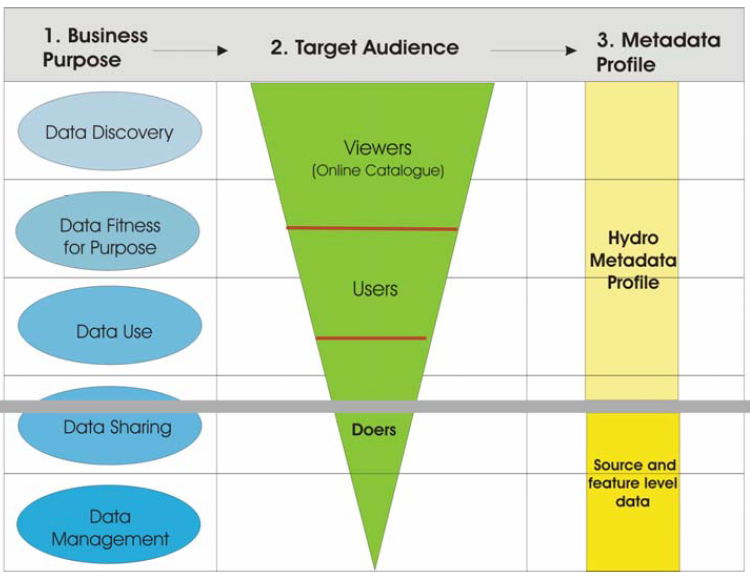 1. Business
Purpose
2. Target Audience
3. Metadata
Profile
Data Discovery
Viewers
(Online Catalogue)
Data Fitness
for Purpose
Hydro
Metadata
Profile
Users
Data Use
Data Sharing
Doers
Source and
feature level
data
Data
Management